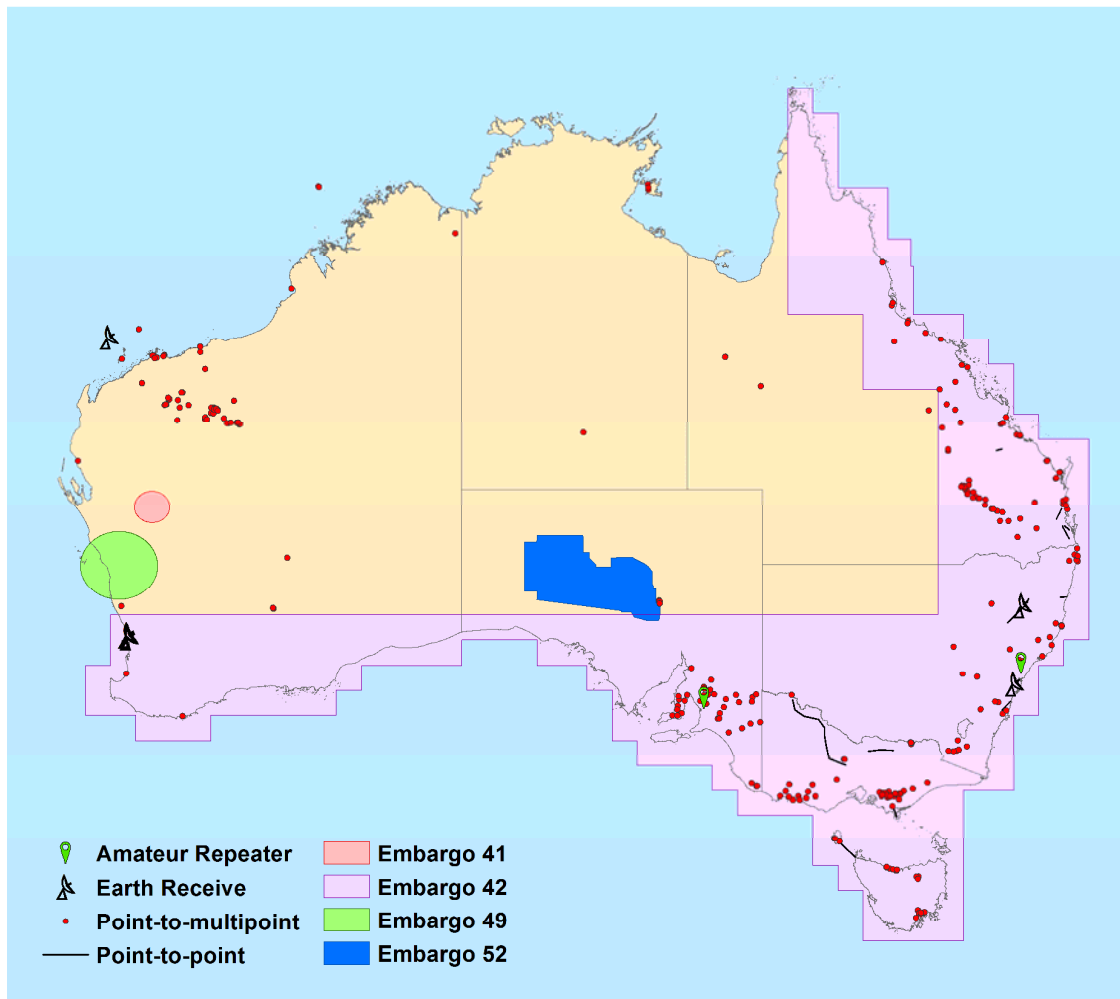 Amateur Repeater
Earth Receive
Point-to-multipoint
Point-to-point
Embargo 41
Embargo 42
Embargo 49
Embargo 52